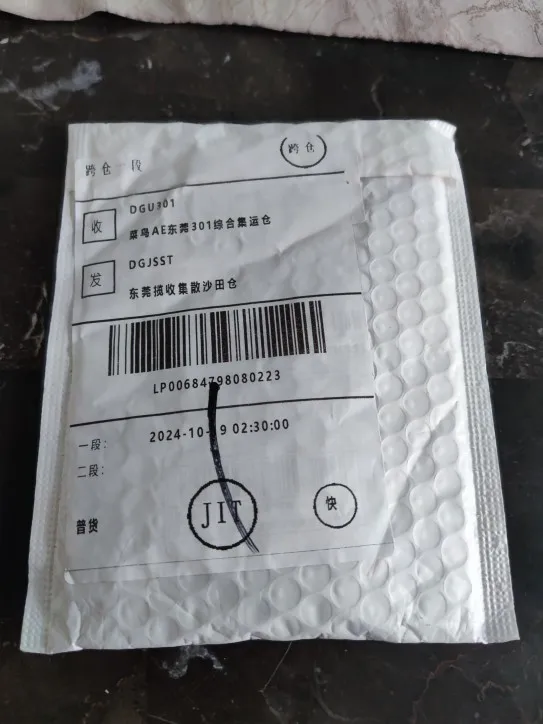 跨仓一段
跨仓
DGU301
收
菜鸟AE东莞301综合集运仓
DGJSST
发
东莞揽收集散沙田仓
LP00684798080223
一段: 2024-10-19 02:30:00
二段:
普货
JIT
快